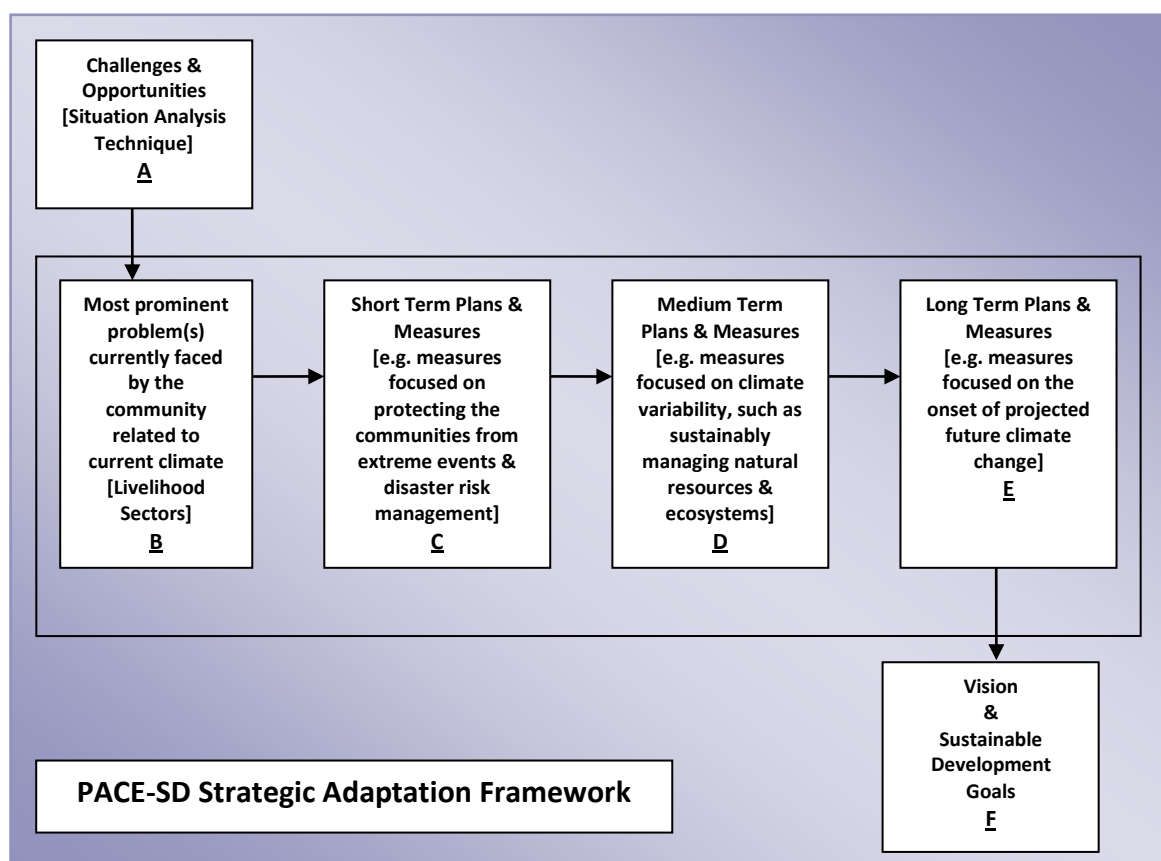 Challenges &
Opportunities
[Situation Analysis
Technique]
A
Most prominent
problem(s)
currently faced
by the
community
related to
current climate
[Livelihood
Sectors]
B
Short Term Plans &
Measures
[e.g. measures
focused on
protecting the
communities from
extreme events &
disaster risk
management]
C
Medium Term
Plans & Measures
[e.g. measures
focused on climate
variability, such as
sustainably
managing natural
resources &
ecosystems]
D
Long Term Plans &
Measures
[e.g. measures
focused on the
onset of projected
future climate
change]
E
Vision
&
Sustainable
Development
Goals
F
PACE-SD Strategic Adaptation Framework